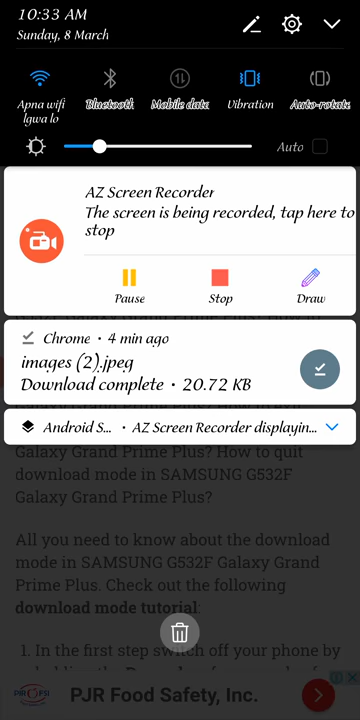 10:33 AM
Sunday, 8 March
Apna wifi
lgwa lo
Bluetooth
Mobile data
Vibration
Auto-rotate
Auto
AZ Screen Recorder
The screen is being recorded, tap here to
stop
Pause
Stop
Draw
Chrome • 4 min ago
images (2).jpeg
Download complete • 20.72 KB
Android S... • AZ Screen Recorder displayin...
Galaxy Grand Prime Plus? How to quit
download mode in SAMSUNG G532F
Galaxy Grand Prime Plus?
All you need to know about the download
mode in SAMSUNG G532F Galaxy Grand
Prime Plus. Check out the following
download mode tutorial:
1. In the first step switch off your phone by
PJR FSI
PJR Food Safety, Inc.